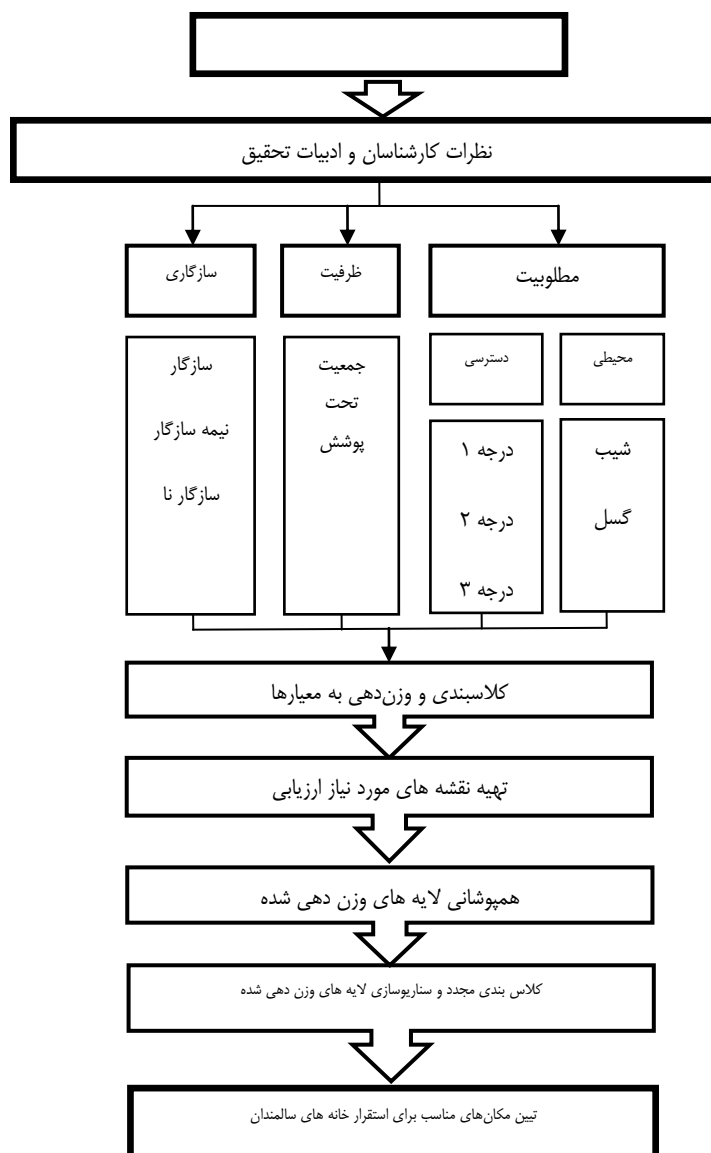 نظرات کارشناسان و ادبیات تحقیق
مطلوبیت
ظرفیت
سازگاری
محیطی
دسترسی
شیب
گسل
درجه ۱
درجه ۲
درجه ۳
جمعیت
تحت
پوشش
سازگار
نیمه سازگار
سازگار نا
کلاسبندی و وزن‌دهی به معیارها
تهیه نقشه های مورد نیاز ارزیابی
همپوشانی لایه های وزن دهی شده
کلاس بندی مجدد و سناریوسازی لایه های وزن دهی شده
تیین مکان‌های مناسب برای استقرار خانه های سالمندان